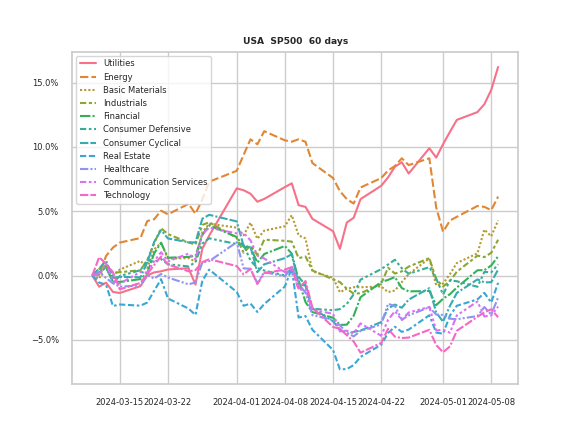 USA SP500 60 days
15.0%
10.0%
5.0%
0.0%
−5.0%
Utilities
Energy
Basic Materials
Industrials
Financial
Consumer Defensive
Consumer Cyclical
Real Estate
Healthcare
Communication Services
Technology
2024-03-15 2024-03-22 2024-04-01 2024-04-08 2024-04-15 2024-04-22 2024-05-01 2024-05-08